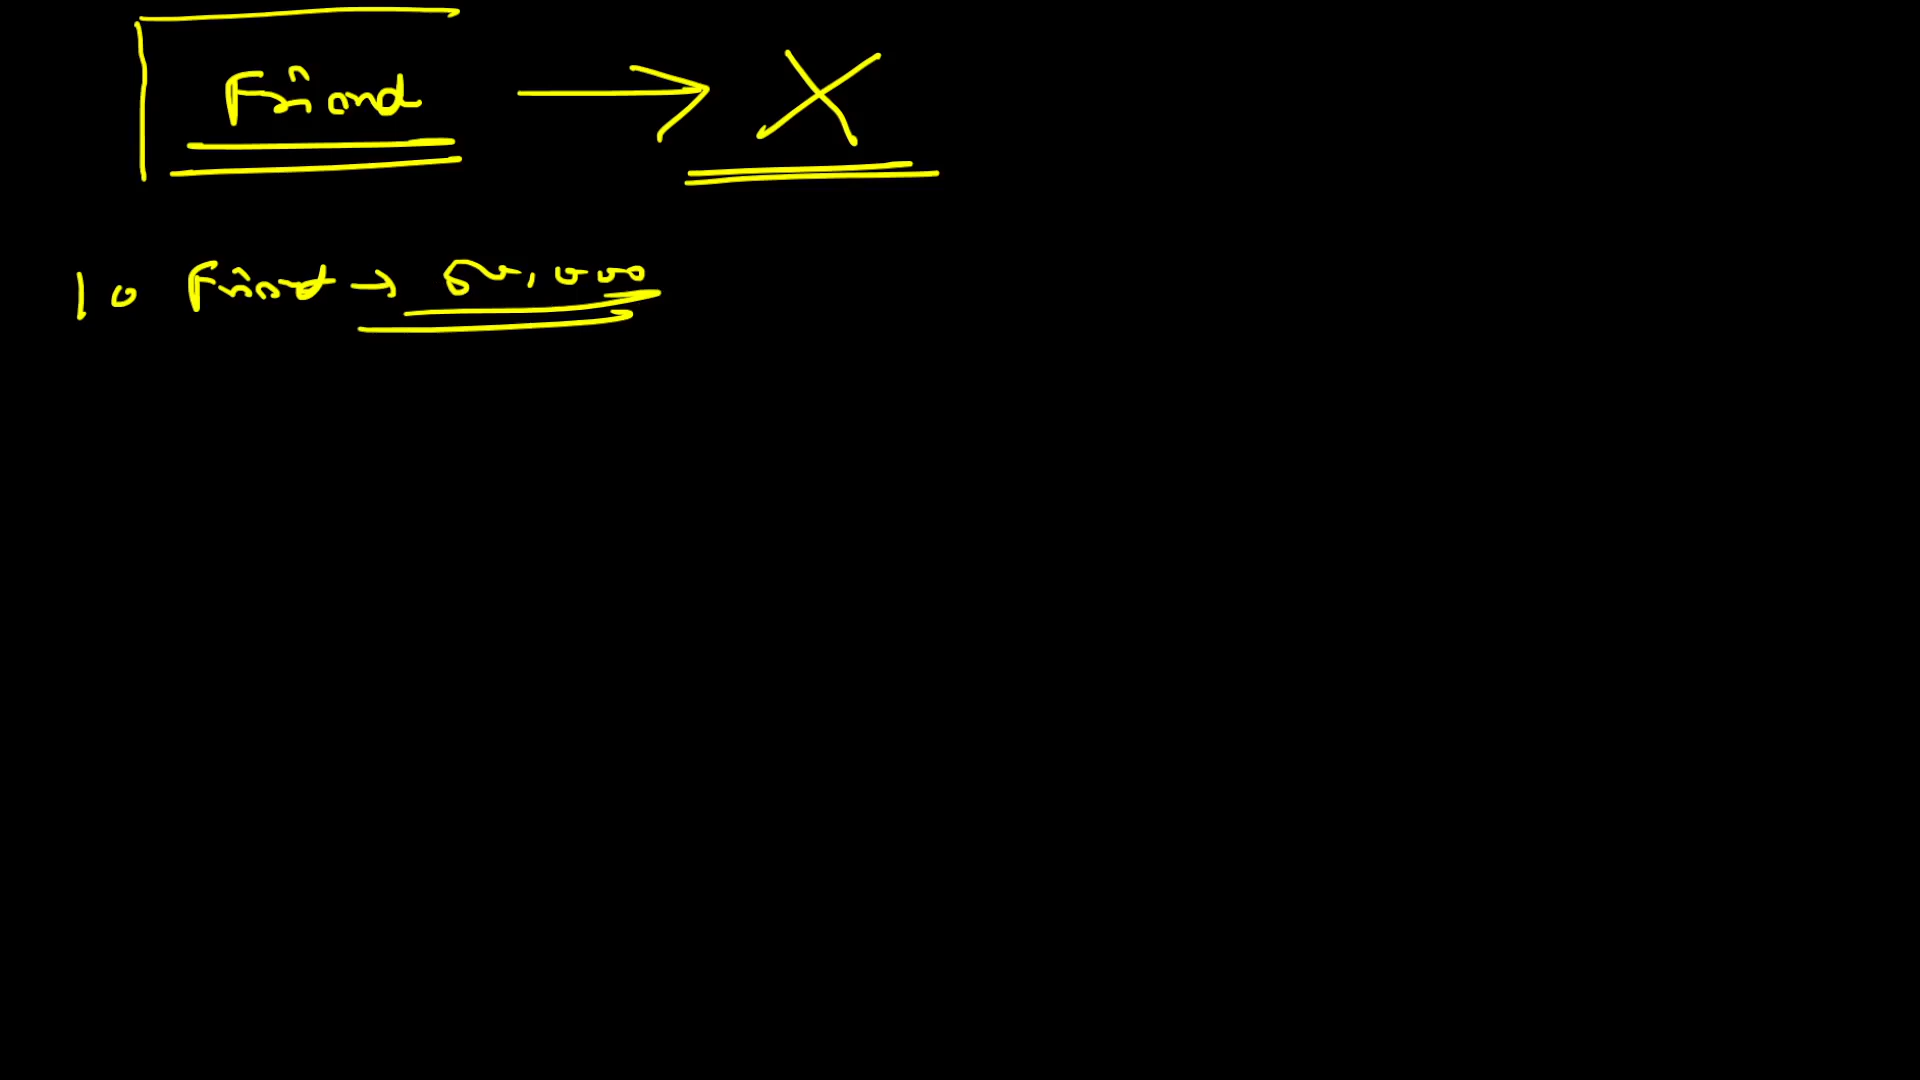 Friend → X
10 Friend → 50,000